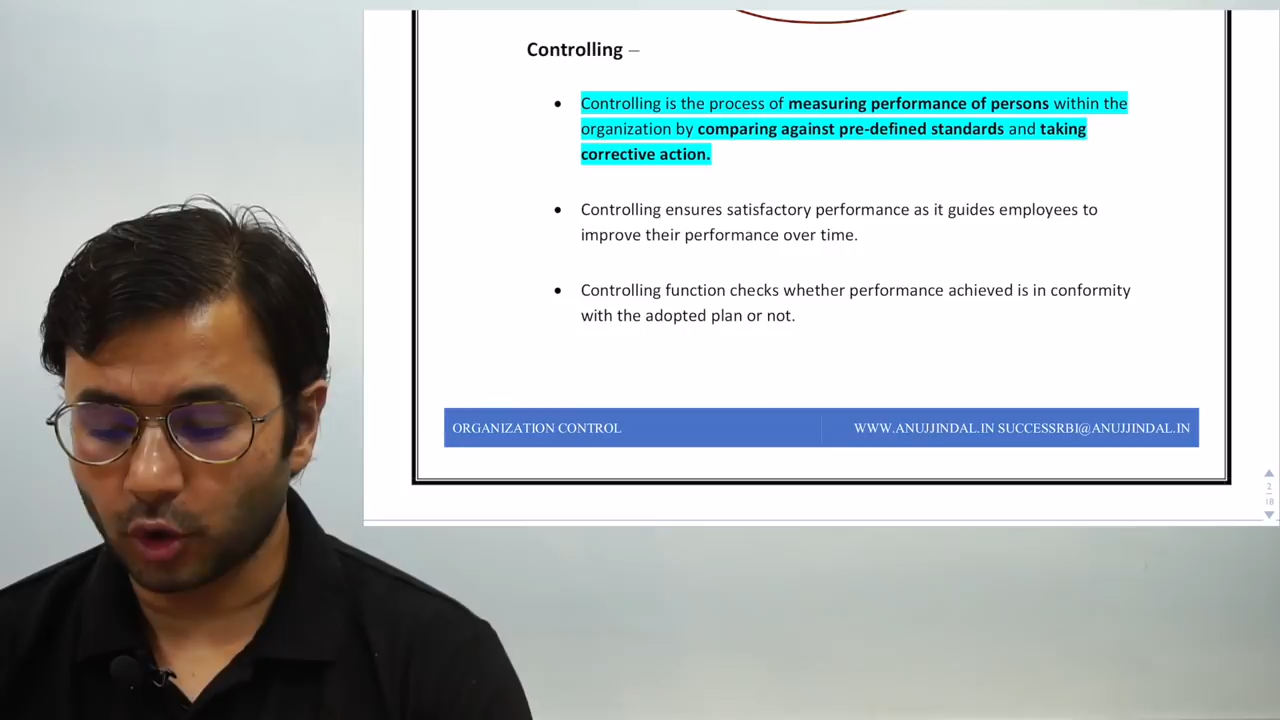 Controlling –
• Controlling is the process of measuring performance of persons within the
organization by comparing against pre-defined standards and taking
corrective action.
• Controlling ensures satisfactory performance as it guides employees to
improve their performance over time.
• Controlling function checks whether performance achieved is in conformity
with the adopted plan or not.
ORGANIZATION CONTROL
WWW.ANUJJINDAL.IN SUCCESSRBI@ANUJJINDAL.IN
2
18